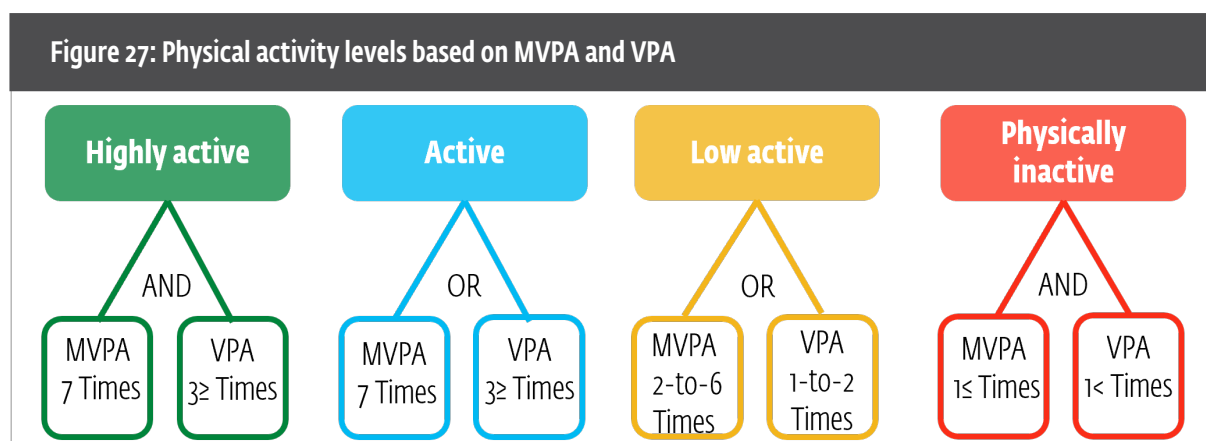 Figure 27: Physical activity levels based on MVPA and VPA
Highly active
AND
MVPA
7 Times
VPA
3≥ Times
Active
OR
MVPA
7 Times
VPA
3≥ Times
Low active
OR
MVPA
2-to-6
Times
VPA
1-to-2
Times
Physically
inactive
AND
MVPA
1≤ Times
VPA
1< Times